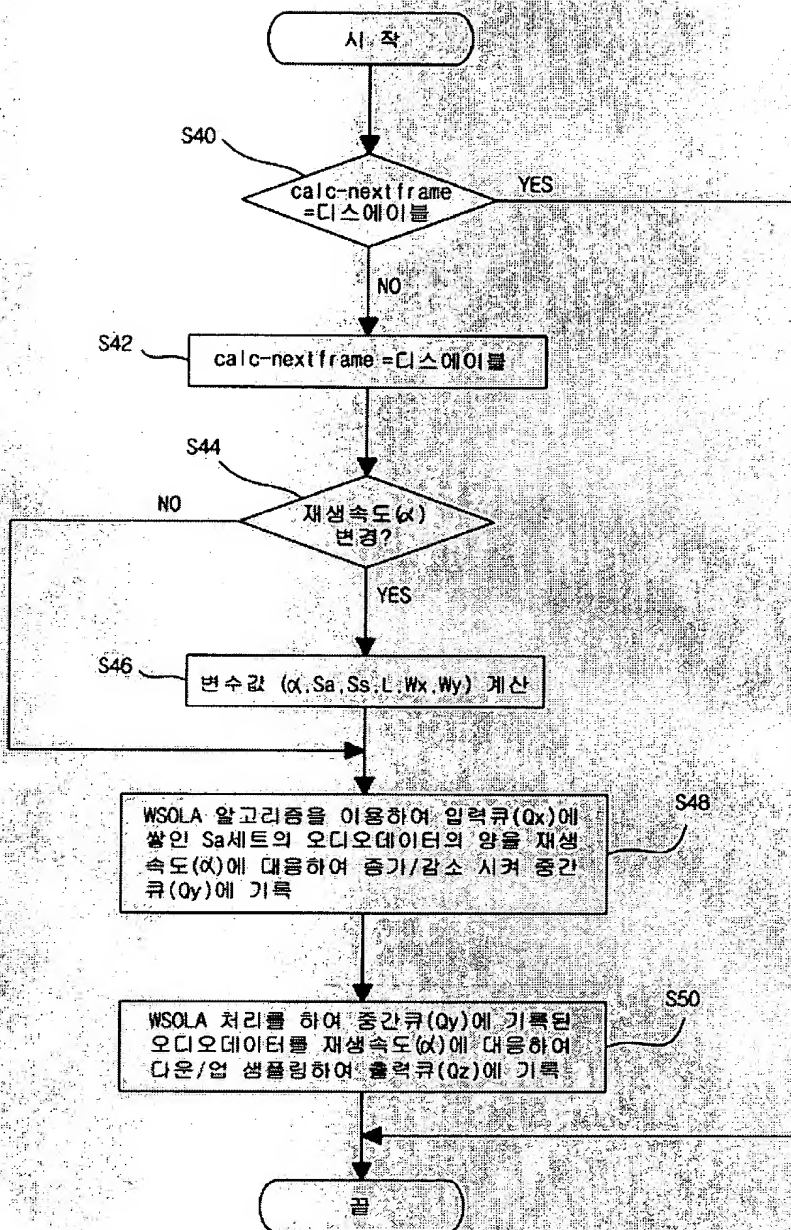 시 작
S40
calc-nextframe
=디스에이블
YES
NO
S42
calc-nextframe =디스에이블
S44
재생속도(α)
변경?
NO
YES
S46
변수값 (α,Sa,Ss,L,Wx,Wy) 계산
S48
WSOLA 알고리즘을 이용하여 입력큐(Qx)에
쌓인 Sa세트의 오디오데이터의 양을 재생
속도(α)에 대응하여 증가/감소 시켜 중간
큐(Qy)에 기록
S50
WSOLA 처리를 하여 중간큐(Qy)에 기록된
오디오데이터를 재생속도(α)에 대응하여
다운/업 샘플링하여 출력큐(Qz)에 기록
끝